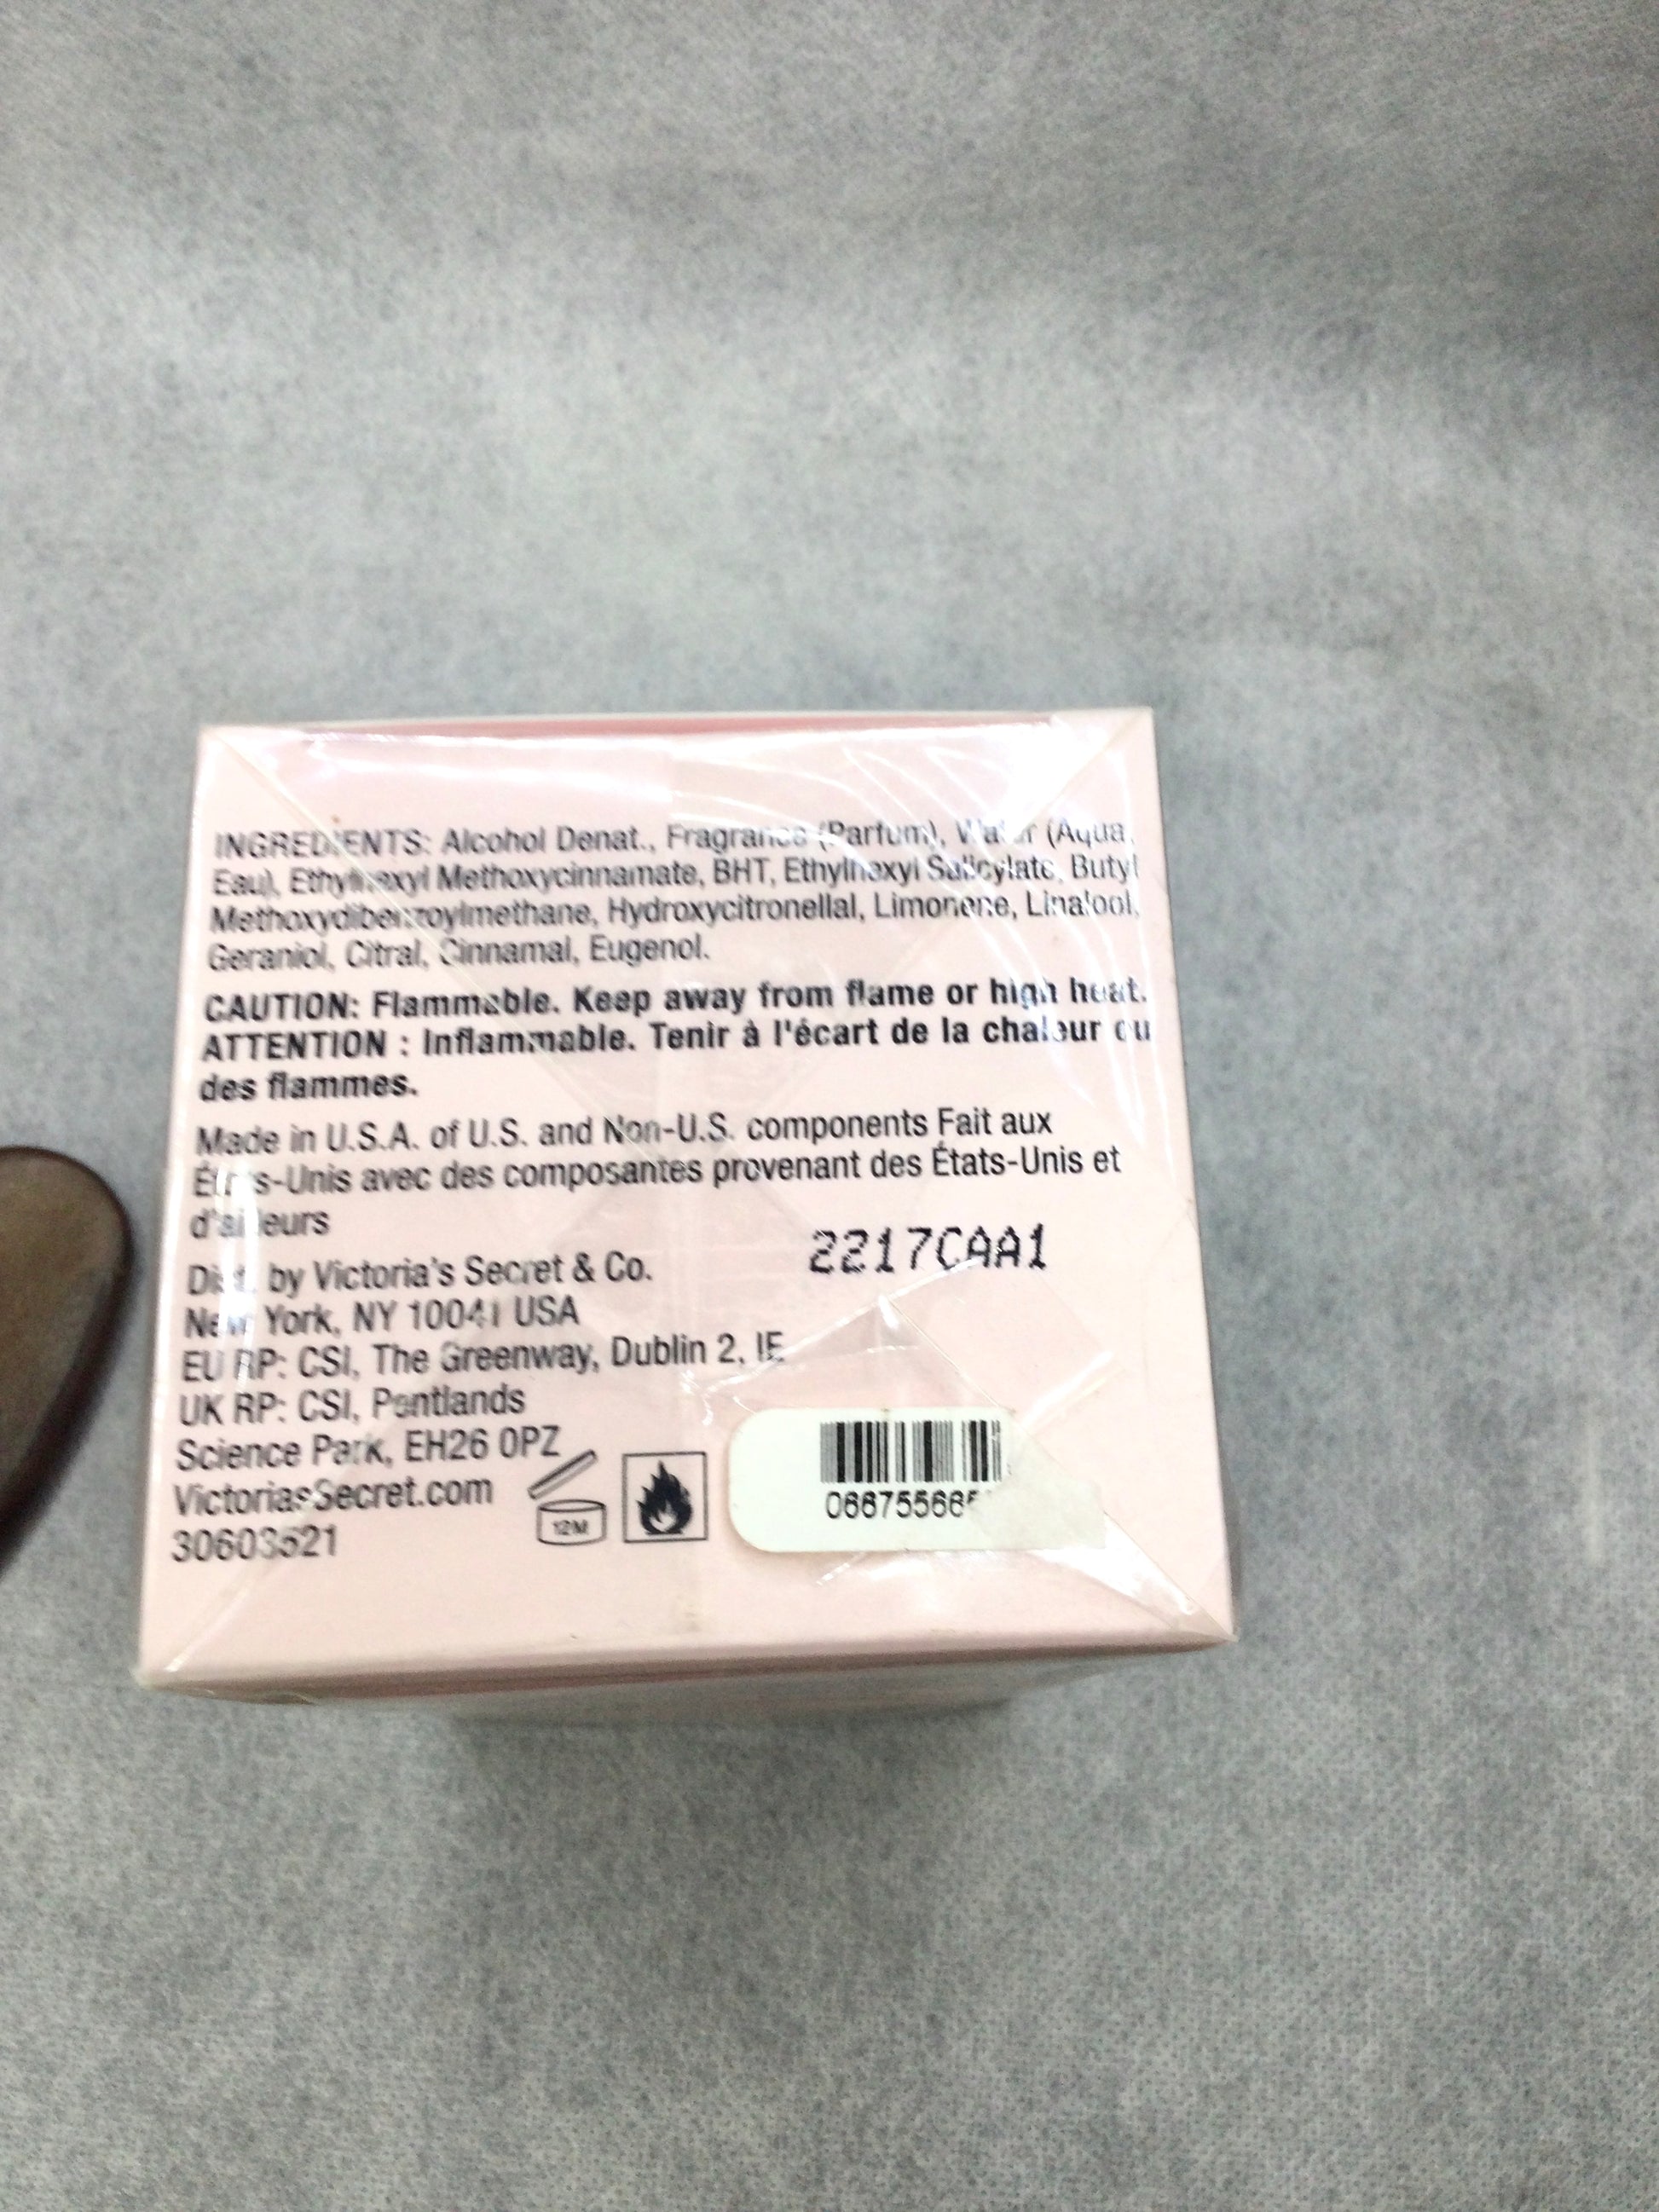 INGREDIENTS: Alcohol Denat., Fragrance (Parfum), Water (Aqua,
Eau), Ethylhexyl Methoxycinnamate, BHT, Ethylhexyl Salicylate, Butyl
Methoxydibenzoylmethane, Hydroxycitronellal, Limonene, Linalool,
Geraniol, Citral, Cinnamal, Eugenol.
CAUTION: Flammable. Keep away from flame or high heat.
ATTENTION : Inflammable. Tenir à l'écart de la chaleur ou
des flammes.
Made in U.S.A. of U.S. and Non-U.S. components Fait aux
États-Unis avec des composantes provenant des États-Unis et
d'ailleurs
2217CAA1
Dist. by Victoria's Secret & Co.
New York, NY 10041 USA
EU RP: CSI, The Greenway, Dublin 2, IE
UK RP: CSI, Pentlands
Science Park, EH26 0PZ
VictoriasSecret.com
30603521
12M